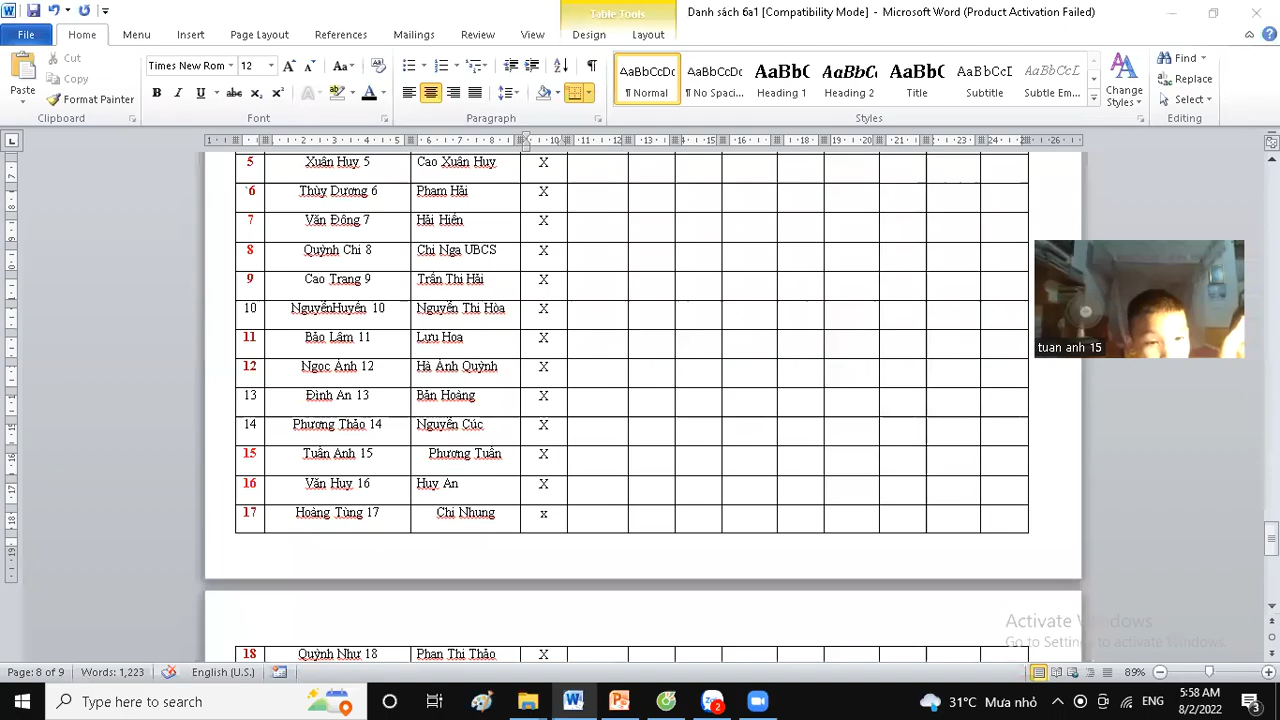 Table Tools
Danh sách 6a1 [Compatibility Mode] - Microsoft Word (Product Activation Failed)
File Home Menu Insert Page Layout References Mailings Review View Design Layout
Paste
Cut
Copy
Format Painter
Clipboard
Times New Rom 12
Font
Paragraph
AaBbCcDc AaBbCcDc AaBbC AaBbCc AaBbC AaBbCcDc AaBbCcDc
¶ Normal ¶ No Spaci... Heading 1 Heading 2 Title Subtitle Subtle Em...
Change Styles
Styles
Find
Replace
Select
Editing
5 Xuân Huy 5 Cao Xuân Huy X
6 Thùy Dương 6 Phạm Hải X
7 Văn Đông 7 Hải Hiền X
8 Quỳnh Chi 8 Chi Nga UBCS X
9 Cao Trang 9 Trần Thị Hải X
10 NguyễnHuyền 10 Nguyễn Thị Hòa X
11 Bảo Lâm 11 Lưu Hoa X
12 Ngọc Ánh 12 Hà Ánh Quỳnh X
13 Đình An 13 Bản Hoàng X
14 Phương Thảo 14 Nguyễn Cúc X
15 Tuấn Anh 15 Phương Tuấn X
16 Văn Huy 16 Huy An X
17 Hoàng Tùng 17 Chi Nhung x
18 Quỳnh Như 18 Phan Thị Thảo X
tuan anh 15
Activate Windows
Go to Settings to activate Windows.
Page: 8 of 9 Words: 1,223 English (U.S.) 89%
Type here to search
31°C Mưa nhỏ
ENG
5:58 AM
8/2/2022